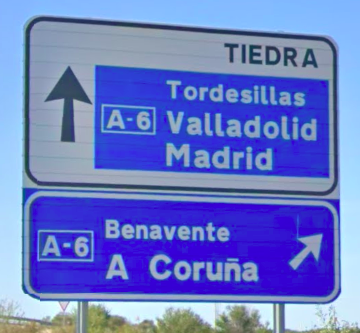 TIEDRA
Tordesillas
A-6 Valladolid
Madrid
Benavente
A-6
A Coruña